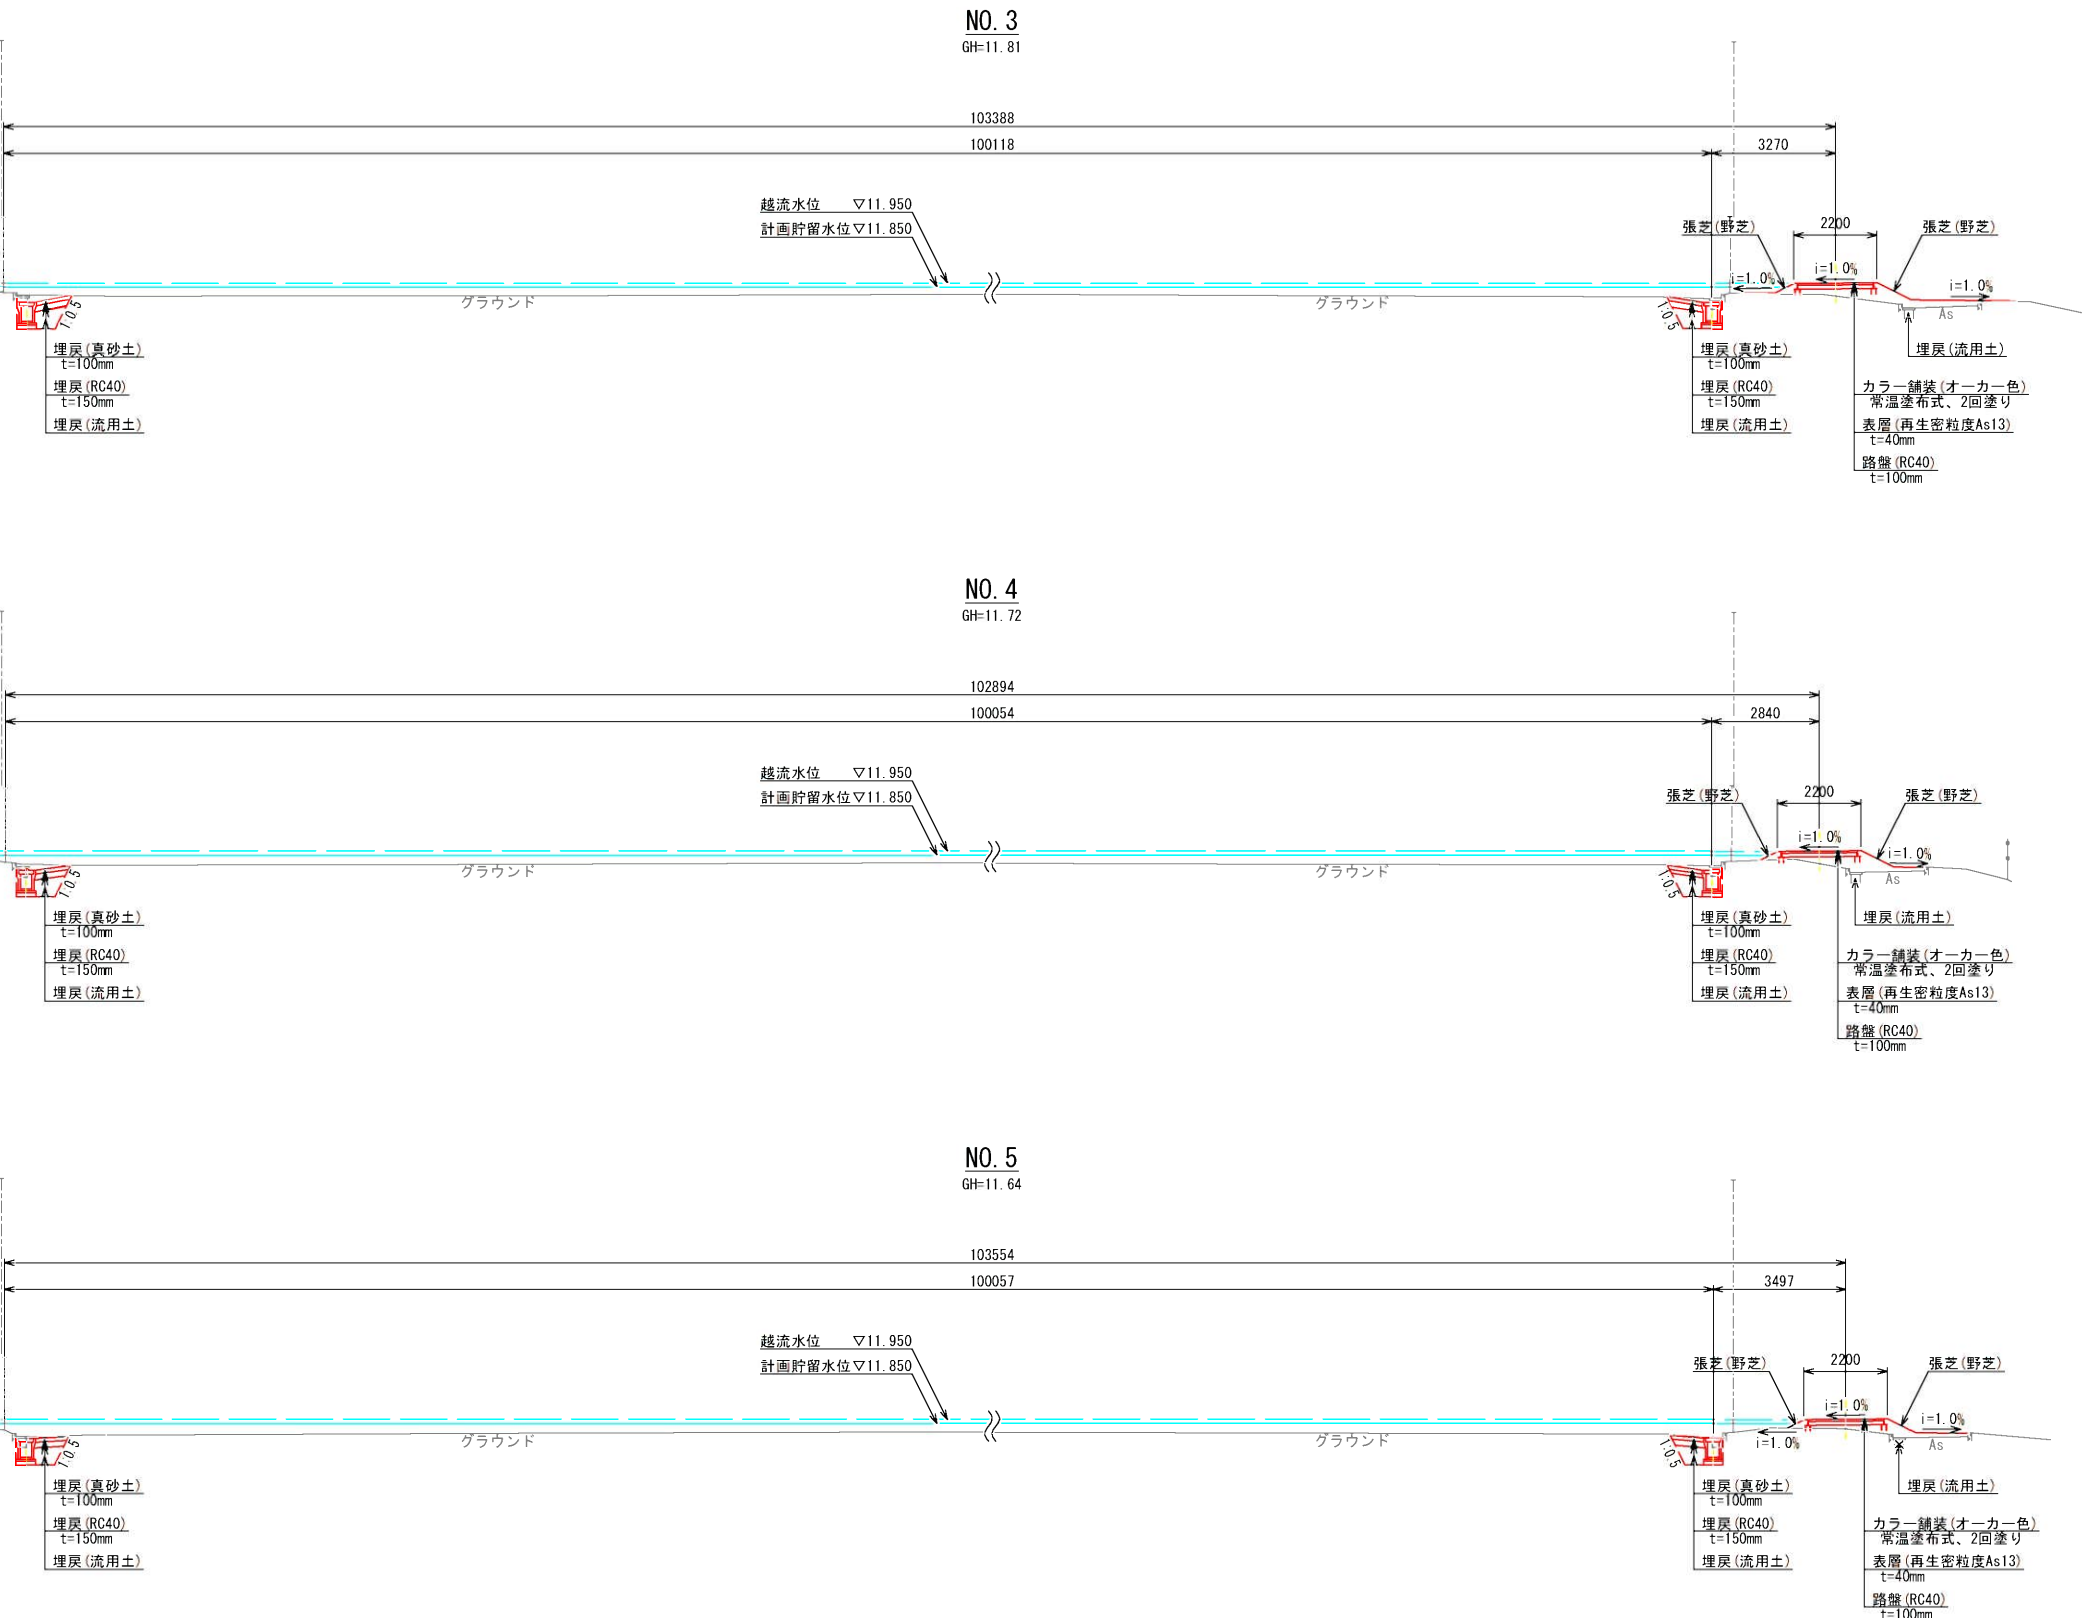 NO. 3
GH=11. 81
103388
100118
3270
越流水位 ▽11. 950
計画貯留水位▽11. 850
張芝(野芝)
2200
張芝(野芝)
i=1. 0%
i=1. 0%
i=1. 0%
グラウンド
グラウンド
1:0.5
1:0.5
As
埋戻(真砂土)
t=100mm
埋戻(RC40)
t=150mm
埋戻(流用土)
埋戻(真砂土)
t=100mm
埋戻(RC40)
t=150mm
埋戻(流用土)
埋戻(流用土)
カラー舗装(オーカー色)
常温塗布式、2回塗り
表層(再生密粒度As13)
t=40mm
路盤(RC40)
t=100mm
NO. 4
GH=11. 72
102894
100054
2840
越流水位 ▽11. 950
計画貯留水位▽11. 850
張芝(野芝)
2200
張芝(野芝)
i=1. 0%
i=1. 0%
グラウンド
グラウンド
1:0.5
1:0.5
As
埋戻(真砂土)
t=100mm
埋戻(RC40)
t=150mm
埋戻(流用土)
埋戻(真砂土)
t=100mm
埋戻(RC40)
t=150mm
埋戻(流用土)
埋戻(流用土)
カラー舗装(オーカー色)
常温塗布式、2回塗り
表層(再生密粒度As13)
t=40mm
路盤(RC40)
t=100mm
NO. 5
GH=11. 64
103554
100057
3497
越流水位 ▽11. 950
計画貯留水位▽11. 850
張芝(野芝)
2200
張芝(野芝)
i=1. 0%
i=1. 0%
i=1. 0%
グラウンド
グラウンド
1:0.5
1:0.5
As
埋戻(真砂土)
t=100mm
埋戻(RC40)
t=150mm
埋戻(流用土)
埋戻(真砂土)
t=100mm
埋戻(RC40)
t=150mm
埋戻(流用土)
埋戻(流用土)
カラー舗装(オーカー色)
常温塗布式、2回塗り
表層(再生密粒度As13)
t=40mm
路盤(RC40)
t=100mm